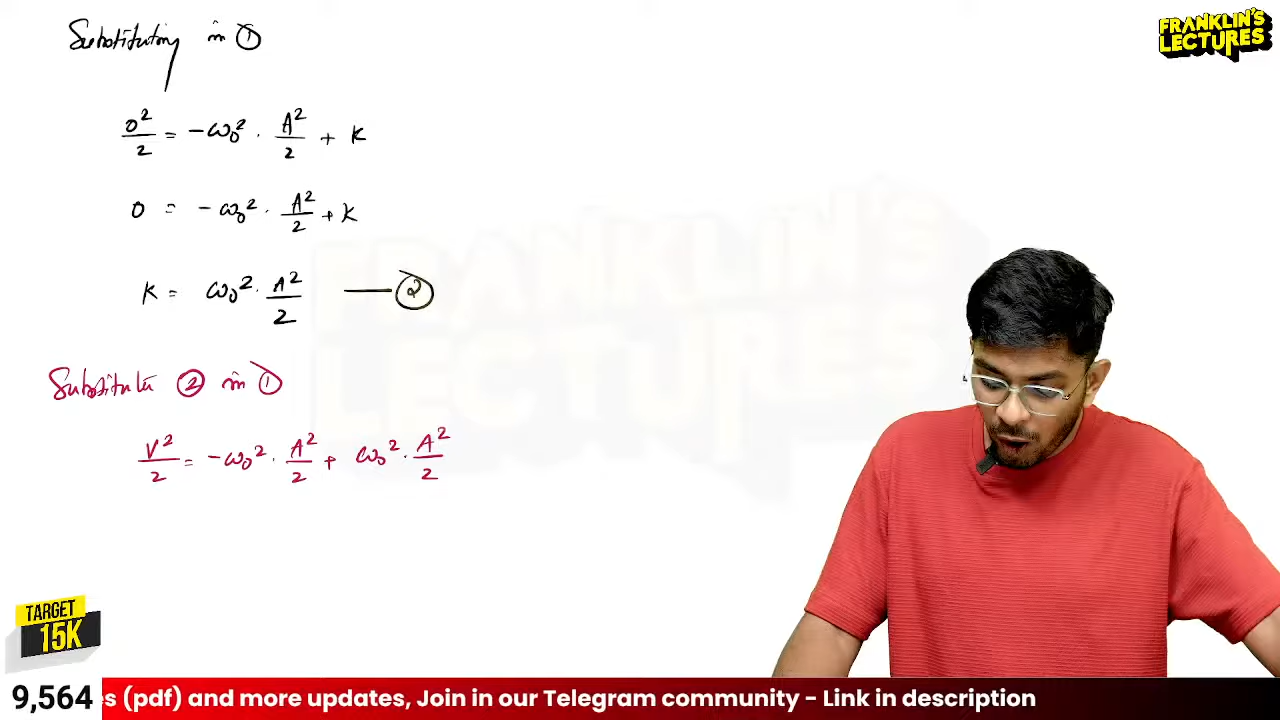 Substituting in ①
FRANKLIN'S
LECTURES
0²/2 = -ω₀² · A²/2 + K
0 = -ω₀² · A²/2 + K
K = ω₀² · A²/2 —— ②
FRANKLIN'S
LECTURES
Substitute ② in ①
V²/2 = -ω₀² · A²/2 + ω₀² · A²/2
TARGET
15K
9,564
s (pdf) and more updates, Join in our Telegram community - Link in description